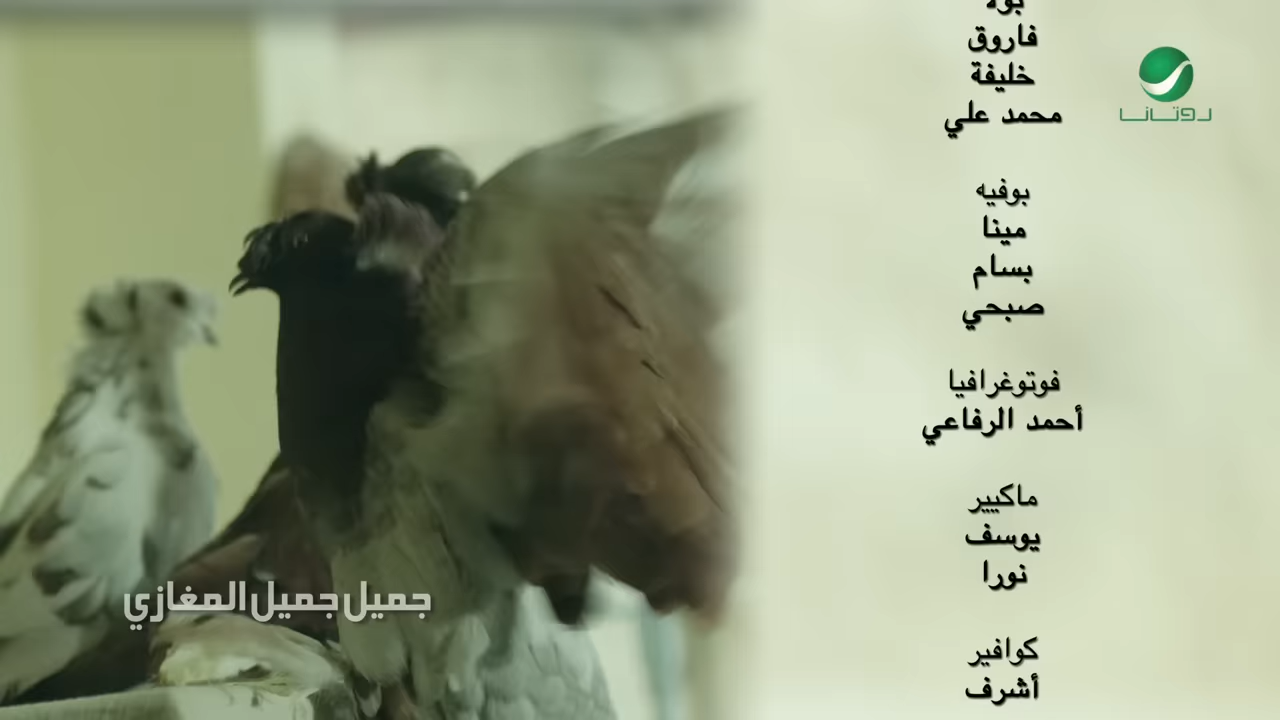 فاروق
خليفة
محمد علي
بوفيه
مينا
بسام
صبحي
فوتوغرافيا
أحمد الرفاعي
ماكيير
يوسف
نورا
كوافير
أشرف
روتانا
جميل جميل المغازي